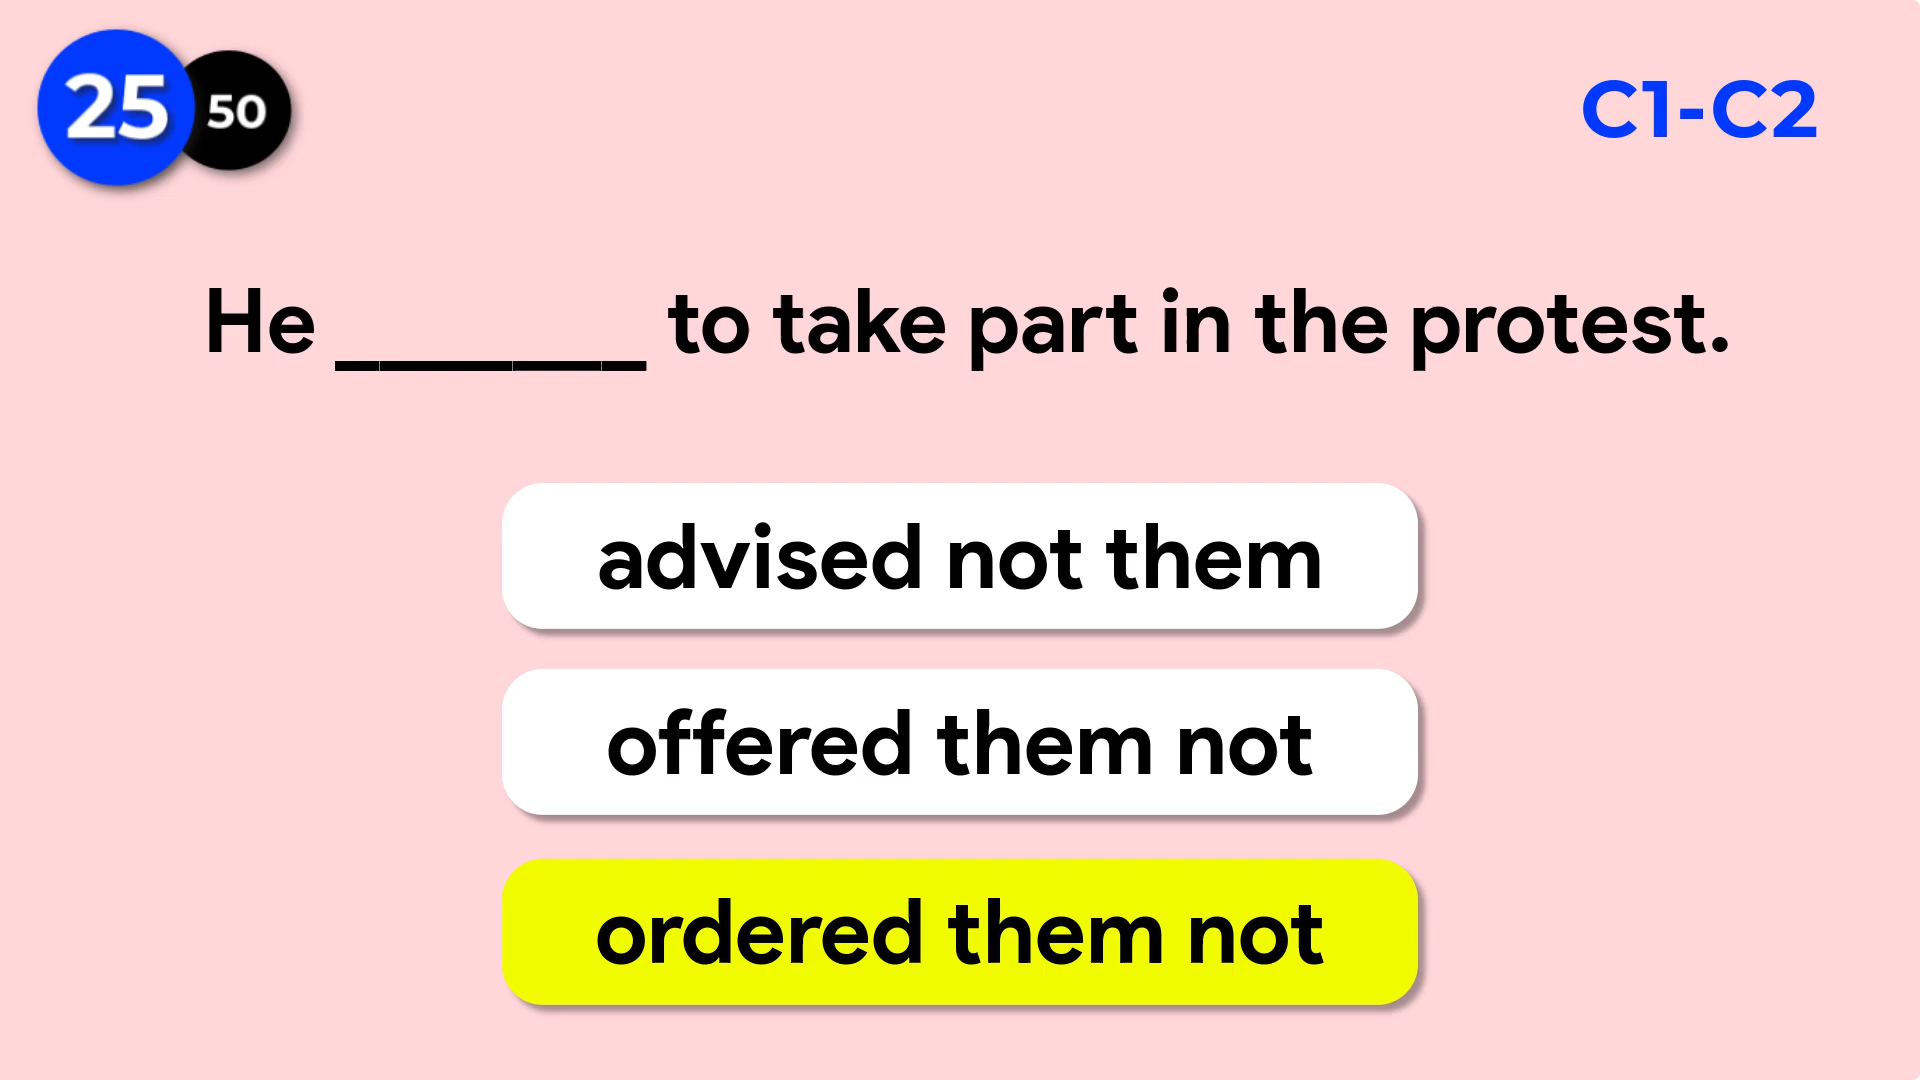 25 50
C1-C2
He _______ to take part in the protest.
advised not them
offered them not
ordered them not